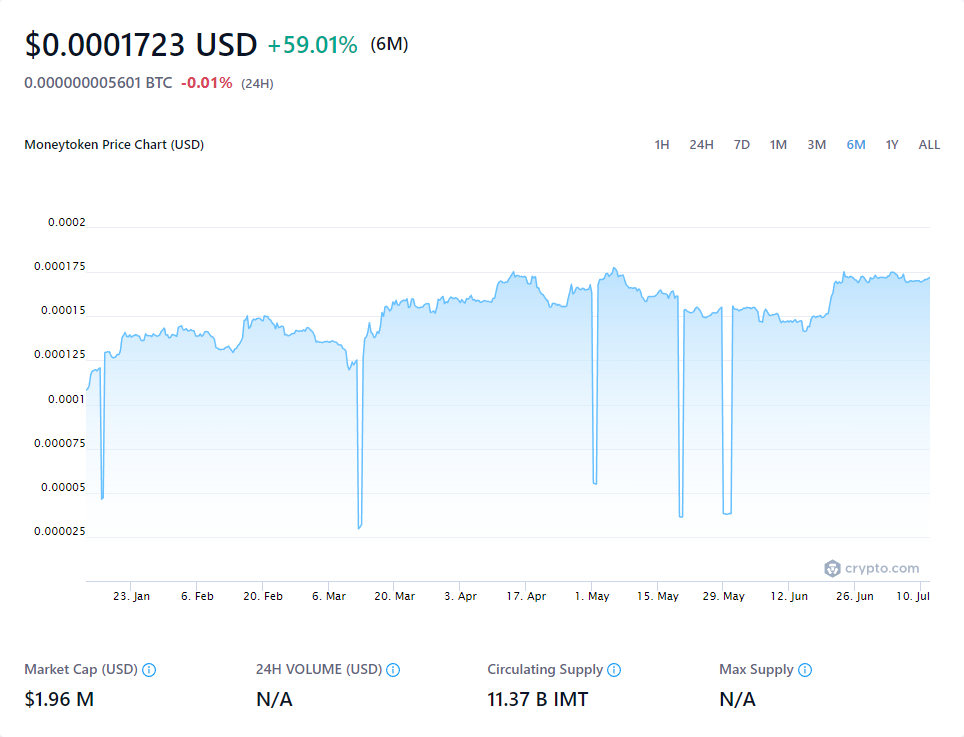 $0.0001723 USD +59.01% (6M)
0.000000005601 BTC -0.01% (24H)
Moneytoken Price Chart (USD)
1H 24H 7D 1M 3M 6M 1Y ALL
0.0002
0.000175
0.00015
0.000125
0.0001
0.000075
0.00005
0.000025
crypto.com
23. Jan 6. Feb 20. Feb 6. Mar 20. Mar 3. Apr 17. Apr 1. May 15. May 29. May 12. Jun 26. Jun 10. Jul
Market Cap (USD) 24H VOLUME (USD) Circulating Supply Max Supply
$1.96 M N/A 11.37 B IMT N/A